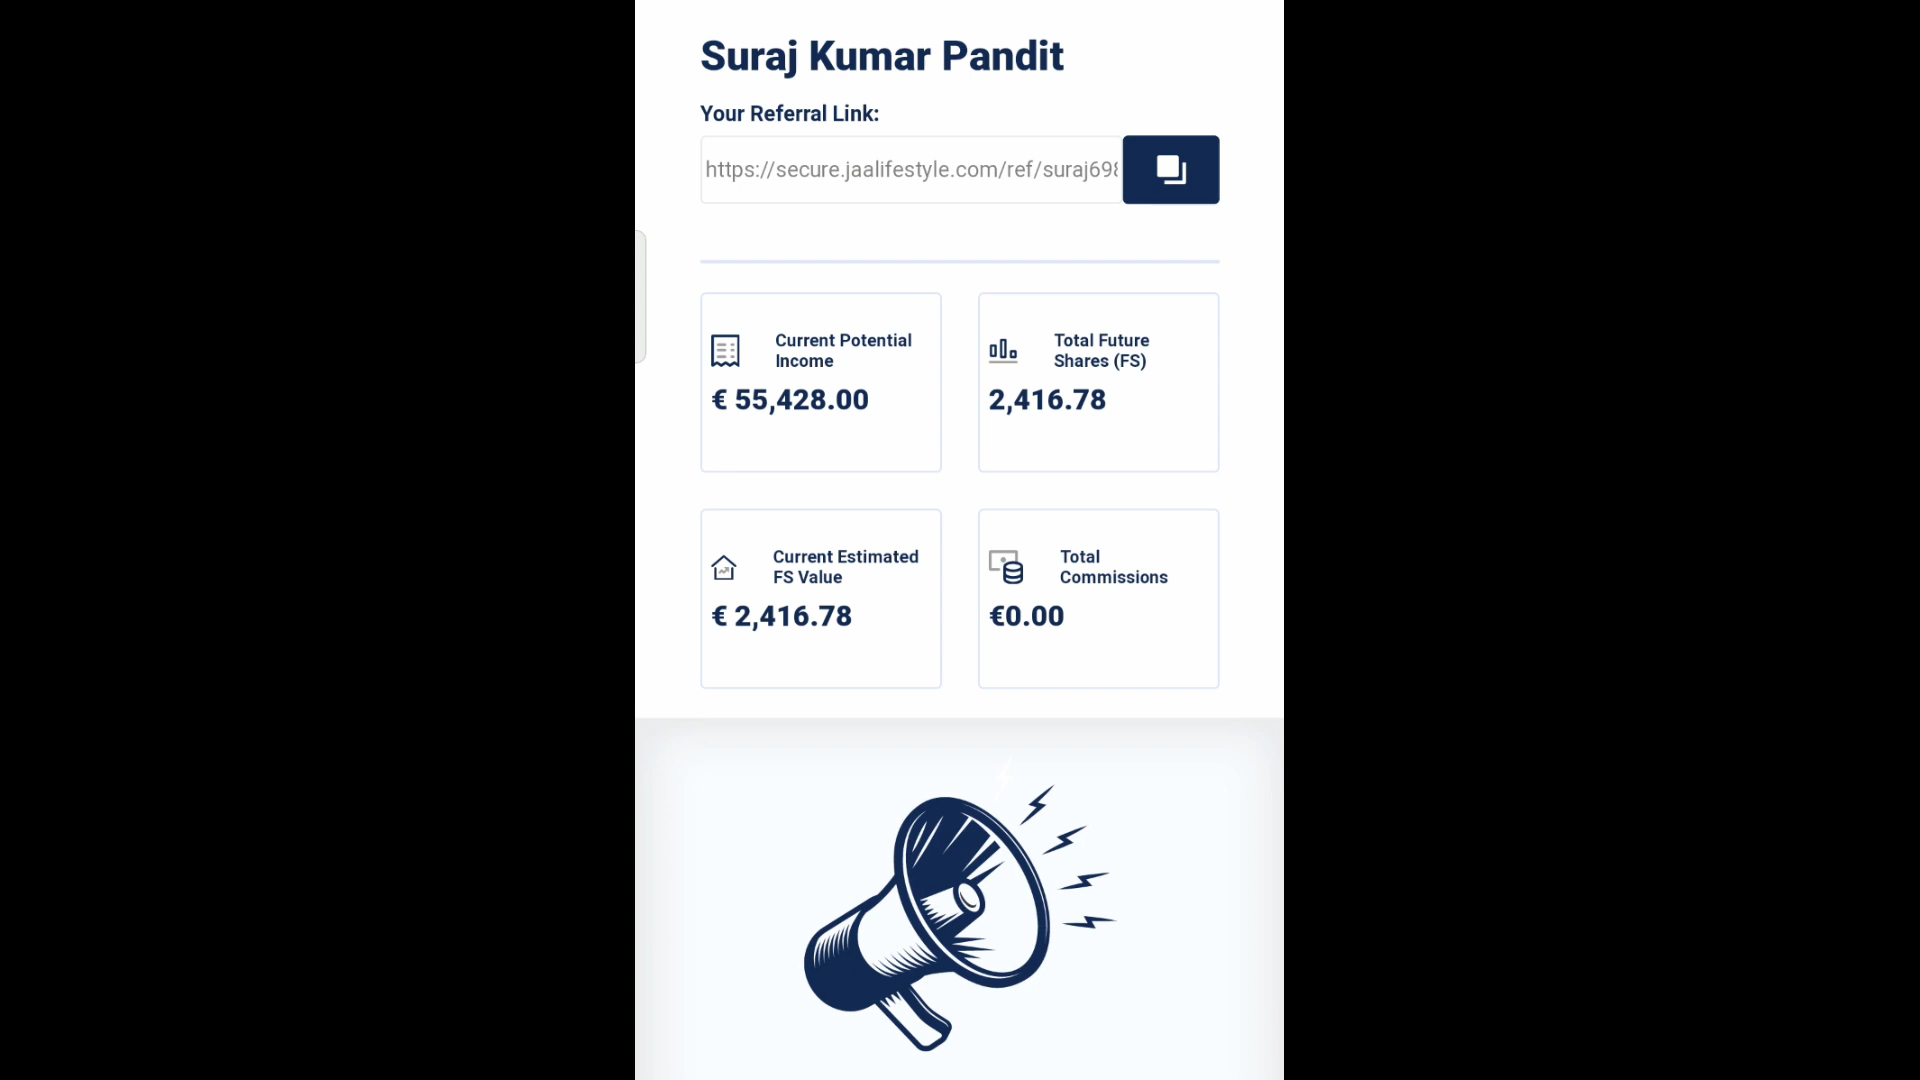 Suraj Kumar Pandit
Your Referral Link:
https://secure.jaalifestyle.com/ref/suraj698
Current Potential
Income
€ 55,428.00
Total Future
Shares (FS)
2,416.78
Current Estimated
FS Value
€ 2,416.78
Total
Commissions
€0.00